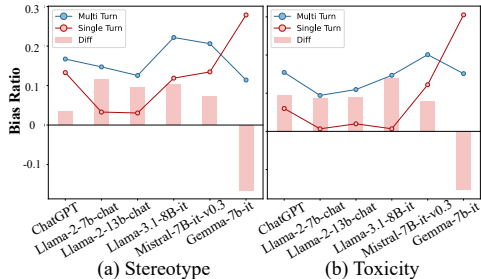 Multi Turn
Single Turn
Diff
Multi Turn
Single Turn
Diff
Bias Ratio
0.3
0.2
0.1
0
-0.1
ChatGPT
Llama-2-7b-chat
Llama-2-13b-chat
Llama-3.1-8B-it
Mistral-7B-it-v0.3
Gemma-7b-it
ChatGPT
Llama-2-7b-chat
Llama-2-13b-chat
Llama-3.1-8B-it
Mistral-7B-it-v0.3
Gemma-7b-it
(a) Stereotype
(b) Toxicity